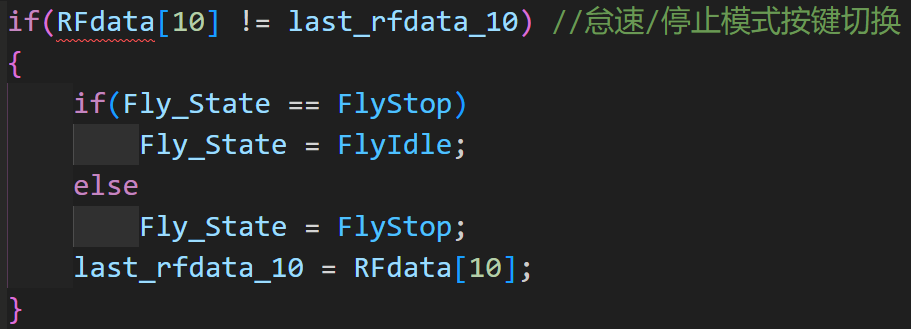 if(RFdata[10] != last_rfdata_10) //怠速/停止模式按键切换
{
    if(Fly_State == FlyStop)
        Fly_State = FlyIdle;
    else
        Fly_State = FlyStop;
    last_rfdata_10 = RFdata[10];
}